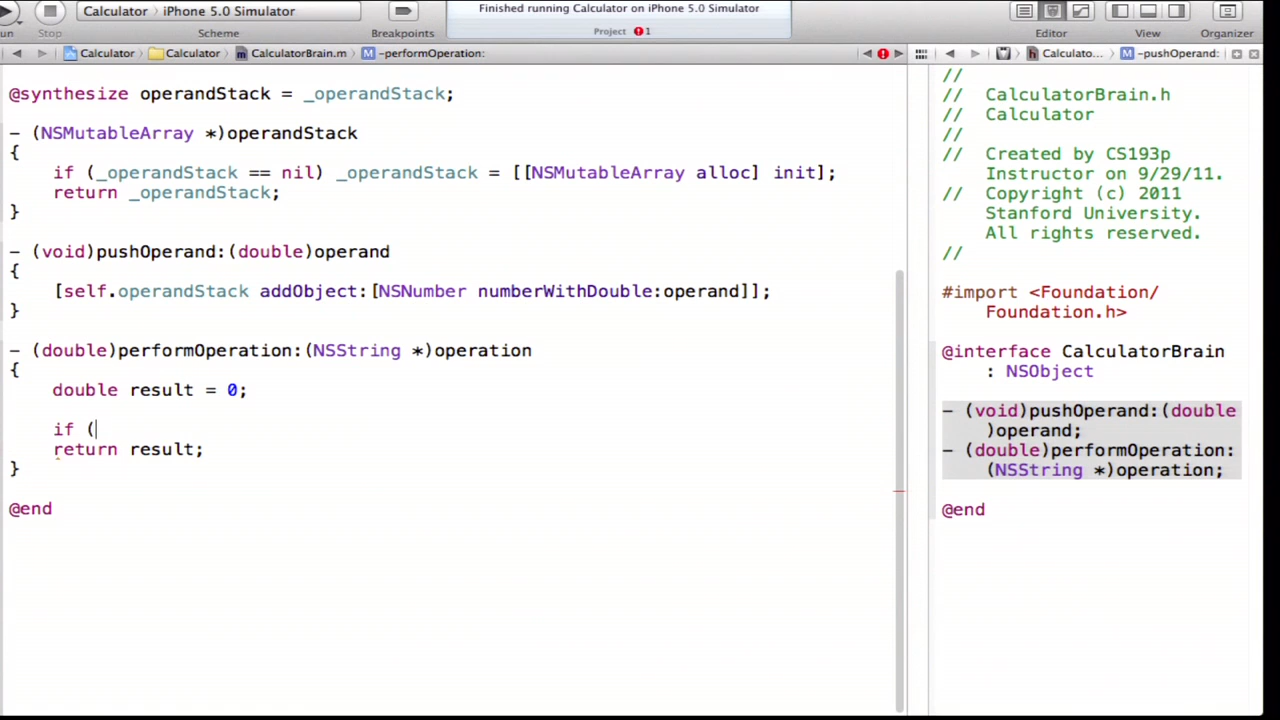 Calculator › iPhone 5.0 Simulator
Finished running Calculator on iPhone 5.0 Simulator
Project 1
un
Stop
Scheme
Breakpoints
Editor
View
Organizer
Calculator
Calculator
CalculatorBrain.m
-performOperation:
Calculato...
-pushOperand:
@synthesize operandStack = _operandStack;
- (NSMutableArray *)operandStack
{
if (_operandStack == nil) _operandStack = [[NSMutableArray alloc] init];
return _operandStack;
}
- (void)pushOperand:(double)operand
{
[self.operandStack addObject:[NSNumber numberWithDouble:operand]];
}
- (double)performOperation:(NSString *)operation
{
double result = 0;
if (
return result;
}
@end
//
// CalculatorBrain.h
// Calculator
//
// Created by CS193p
Instructor on 9/29/11.
// Copyright (c) 2011
Stanford University.
All rights reserved.
//
#import <Foundation/
Foundation.h>
@interface CalculatorBrain
: NSObject
- (void)pushOperand:(double
)operand;
- (double)performOperation:
(NSString *)operation;
@end